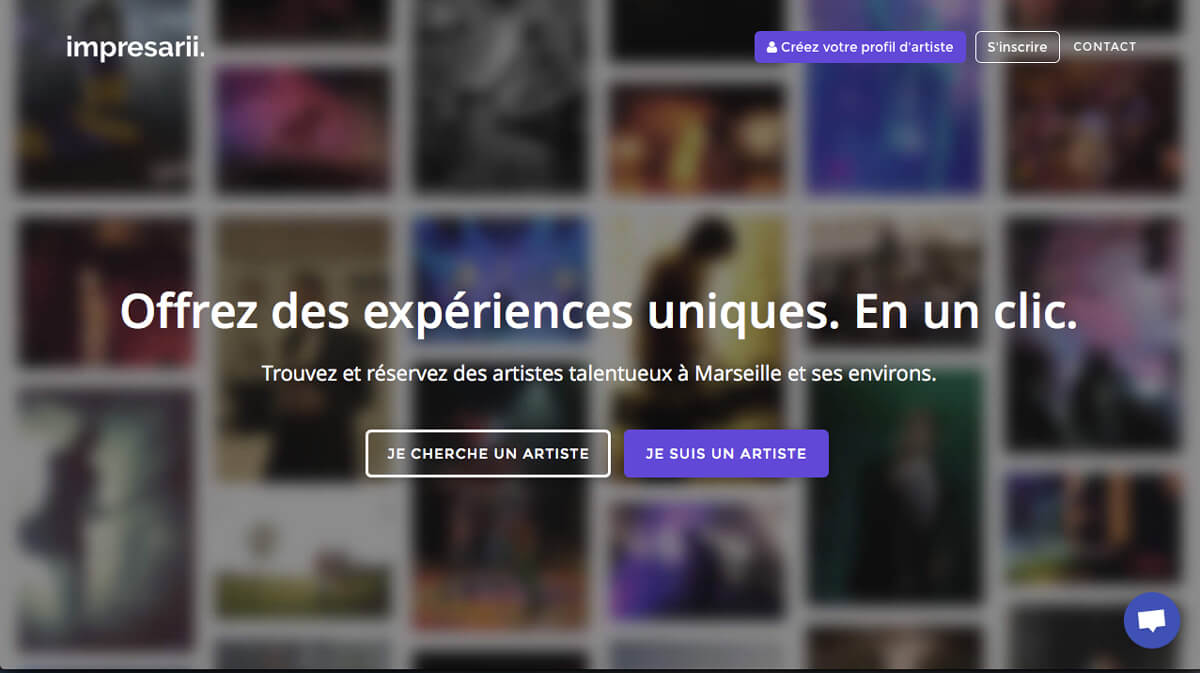 impresarii.
Créez votre profil d'artiste
S'inscrire
CONTACT
Offrez des expériences uniques. En un clic.
Trouvez et réservez des artistes talentueux à Marseille et ses environs.
JE CHERCHE UN ARTISTE
JE SUIS UN ARTISTE